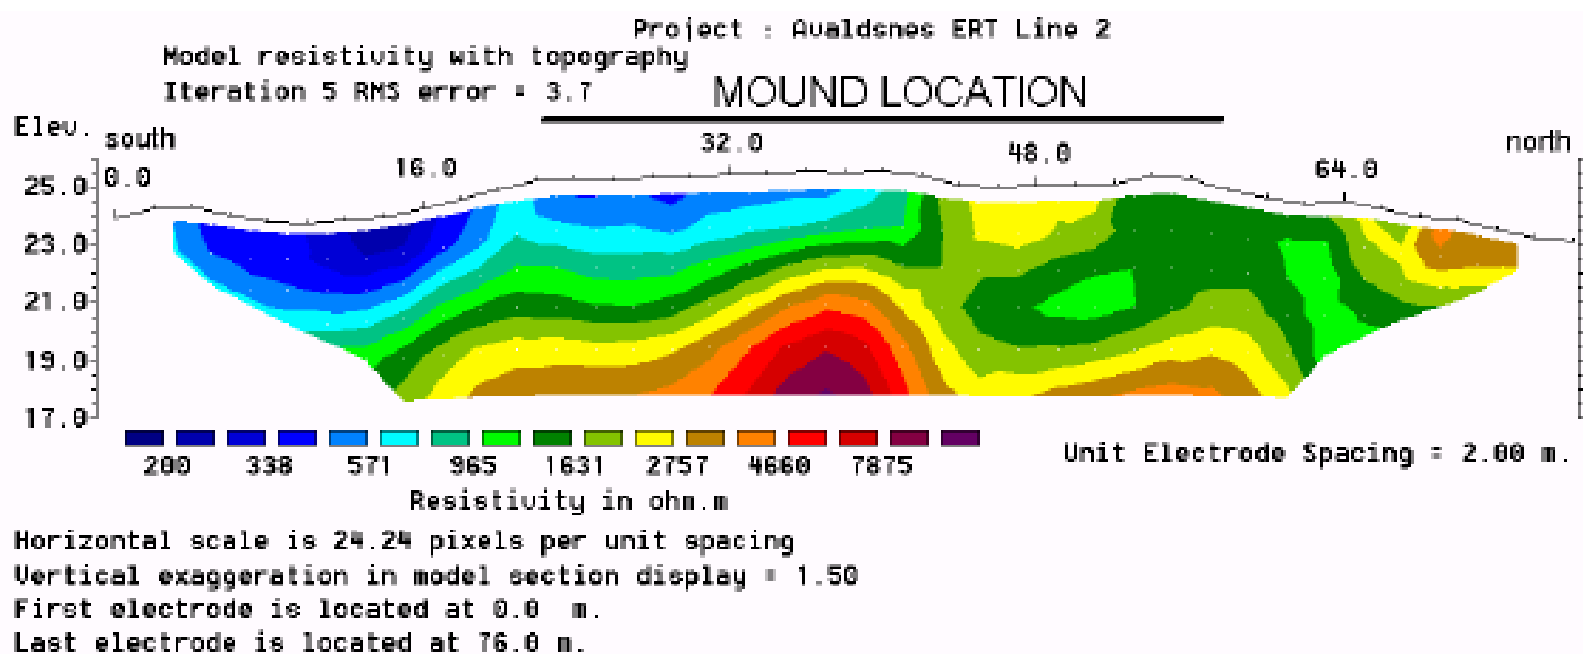 Project : Avaldsnes ERT Line 2
Model resistivity with topography
Iteration 5 RMS error = 3.7
MOUND LOCATION
Elev.
south
north
0.0 16.0 32.0 48.0 64.0
25.0
23.0
21.0
19.0
17.0
200 338 571 965 1631 2757 4660 7875
Resistivity in ohm.m
Unit Electrode Spacing = 2.00 m.
Horizontal scale is 24.24 pixels per unit spacing
Vertical exaggeration in model section display = 1.50
First electrode is located at 0.0 m.
Last electrode is located at 76.0 m.